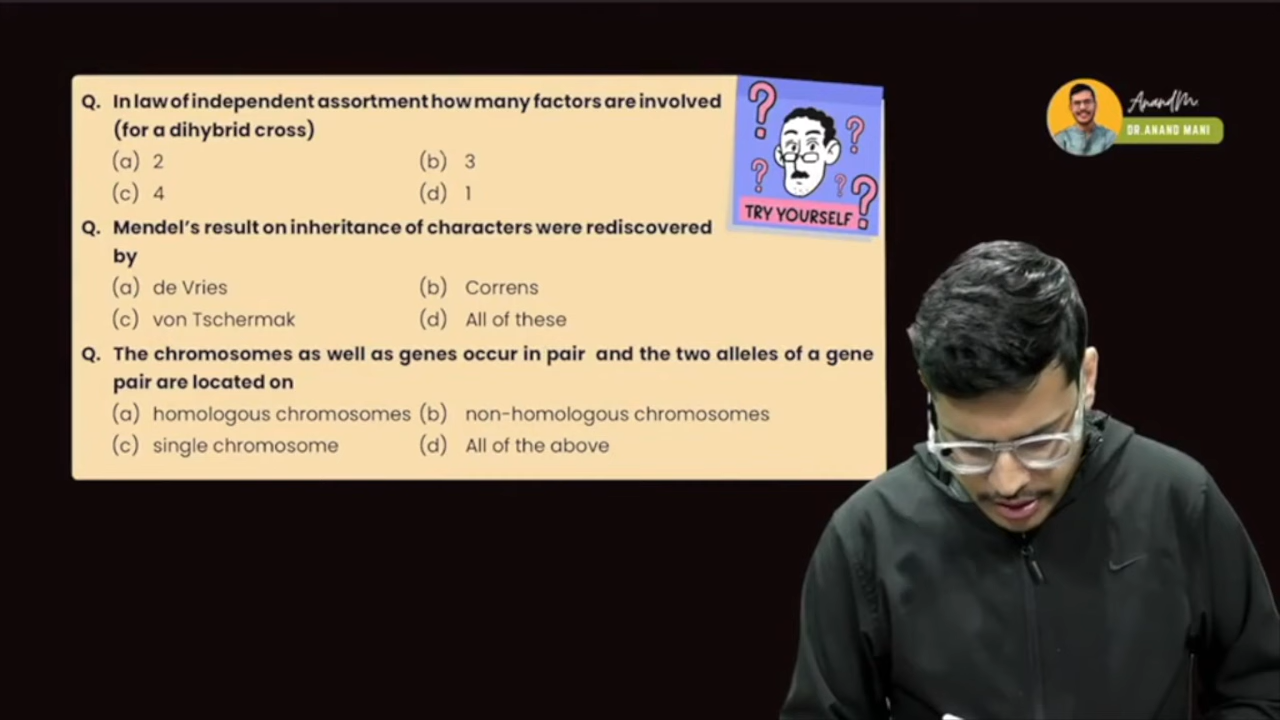 Q. In law of independent assortment how many factors are involved
(for a dihybrid cross)
(a) 2 (b) 3
(c) 4 (d) 1
Q. Mendel's result on inheritance of characters were rediscovered
by
(a) de Vries (b) Correns
(c) von Tschermak (d) All of these
Q. The chromosomes as well as genes occur in pair and the two alleles of a gene
pair are located on
(a) homologous chromosomes (b) non-homologous chromosomes
(c) single chromosome (d) All of the above
? ? ? ? ?
TRY YOURSELF
AnandM.
DR.ANAND MANI